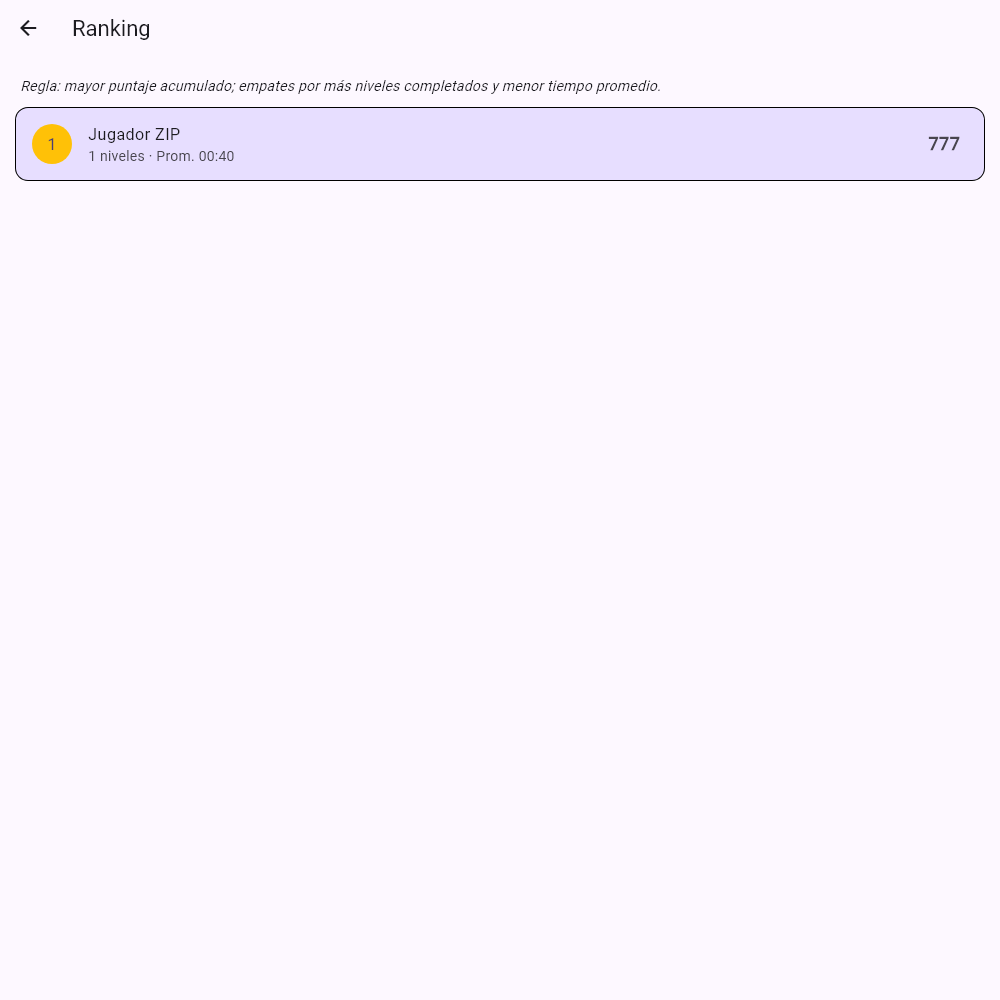 Ranking
Regla: mayor puntaje acumulado; empates por más niveles completados y menor tiempo promedio.
1
Jugador ZIP
1 niveles · Prom. 00:40
777